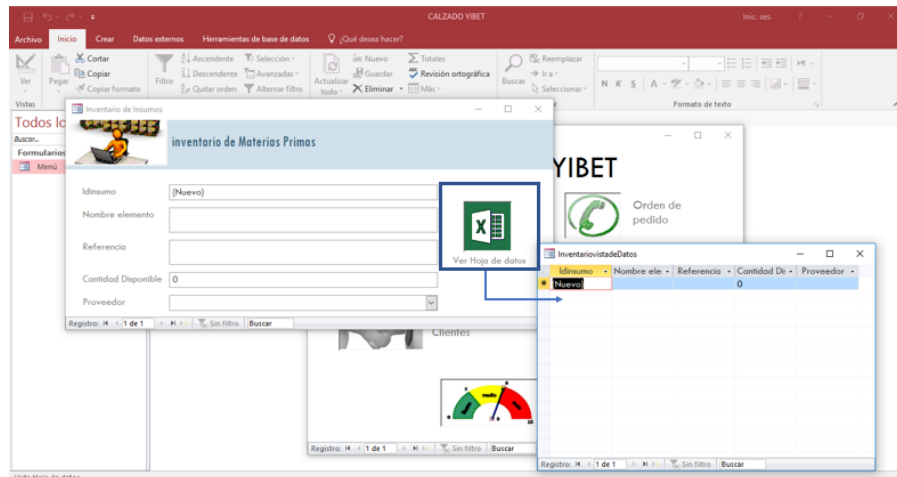 CALZADO YIBET
Inic. ses.
Archivo Inicio Crear Datos externos Herramientas de base de datos ¿Qué desea hacer?
Ver
Vistas
Pegar
Cortar
Copiar
Copiar formato
Filtro
Ascendente
Descendente
Quitar orden
Selección
Avanzadas
Alternar filtro
Actualizar
todo
Nuevo
Guardar
Eliminar
Totales
Revisión ortográfica
Más
Buscar
Reemplazar
Ir a
Seleccionar
N K S A
Formato de texto
Todos lo
Buscar...
Formularios
Menú
Inventario de Insumos
inventario de Materias Primas
Idinsumo (Nuevo)
Nombre elemento
Referencia
Cantidad Disponible 0
Proveedor
Ver Hoja de datos
Registro: 1 de 1 Sin filtro Buscar
YIBET
Orden de
pedido
Clientes
medio
Registro: 1 de 1 Sin filtro Buscar
InventariovistadeDatos
Idinsumo Nombre ele Referencia Cantidad Di Proveedor
(Nuevo) 0
Registro: 1 de 1 Sin filtro Buscar
Vista Hoja de datos